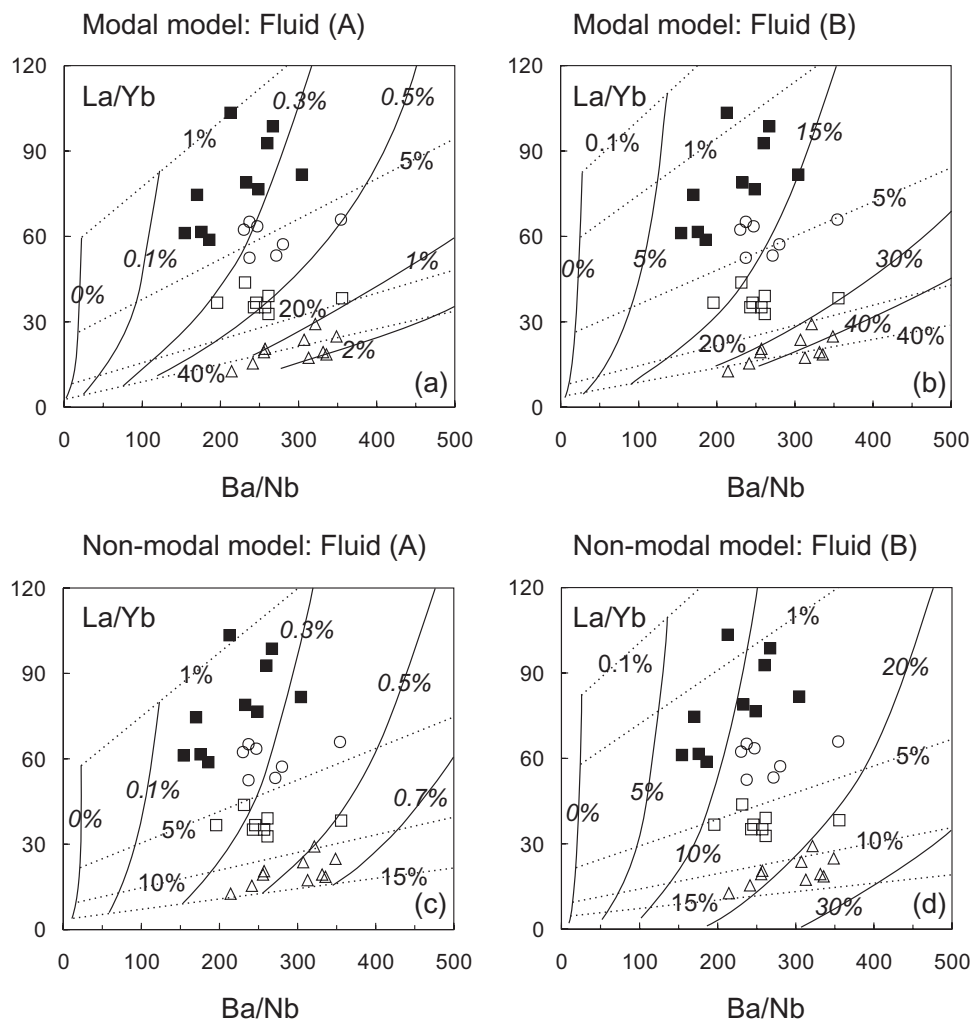 Modal model: Fluid (A)
120
90
60
30
0
La/Yb
1%
0.3%
0.5%
5%
0.1%
0%
1%
20%
2%
40%
(a)
0 100 200 300 400 500
Ba/Nb
Modal model: Fluid (B)
120
90
60
30
0
La/Yb
0.1%
1%
15%
5%
0%
5%
30%
20%
40%
40%
(b)
0 100 200 300 400 500
Ba/Nb
Non-modal model: Fluid (A)
120
90
60
30
0
La/Yb
0.3%
1%
0.5%
0.1%
0%
5%
0.7%
10%
15%
(c)
0 100 200 300 400 500
Ba/Nb
Non-modal model: Fluid (B)
120
90
60
30
0
La/Yb
1%
0.1%
20%
5%
5%
0%
10%
10%
15%
30%
(d)
0 100 200 300 400 500
Ba/Nb